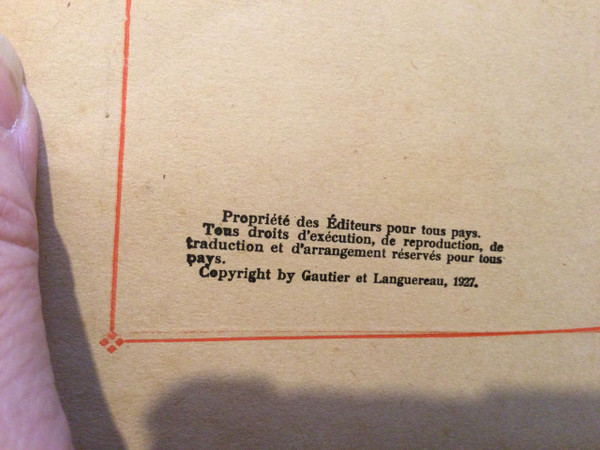 Propriété des Éditeurs pour tous pays.
Tous droits d'exécution, de reproduction, de
traduction et d'arrangement réservés pour tous
pays.
Copyright by Gautier et Languereau, 1927.